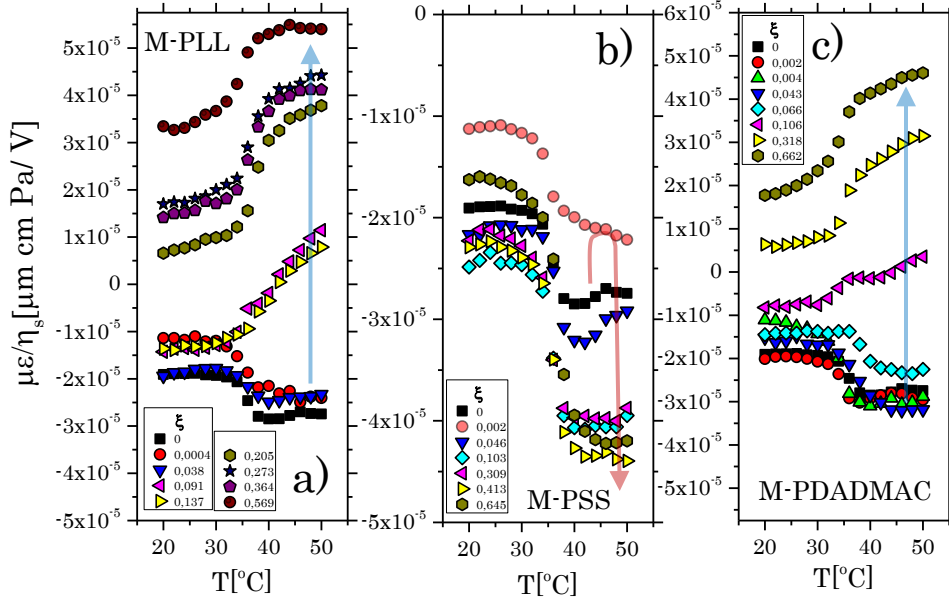 µε/ηs[µm cm Pa/ V]
5x10⁻⁵
4x10⁻⁵
3x10⁻⁵
2x10⁻⁵
1x10⁻⁵
0
-1x10⁻⁵
-2x10⁻⁵
-3x10⁻⁵
-4x10⁻⁵
-5x10⁻⁵
M-PLL
ξ
0
0,0004
0,038
0,091
0,137
0,205
0,273
0,364
0,569
a)
20 30 40 50
T[°C]
0
-1x10⁻⁵
-2x10⁻⁵
-3x10⁻⁵
-4x10⁻⁵
-5x10⁻⁵
b)
ξ
0
0,002
0,046
0,103
0,309
0,413
0,645
M-PSS
20 30 40 50
T[°C]
6x10⁻⁵
5x10⁻⁵
4x10⁻⁵
3x10⁻⁵
2x10⁻⁵
1x10⁻⁵
0
-1x10⁻⁵
-2x10⁻⁵
-3x10⁻⁵
-4x10⁻⁵
-5x10⁻⁵
ξ
0
0,002
0,004
0,043
0,066
0,106
0,318
0,662
c)
M-PDADMAC
20 30 40 50
T[°C]